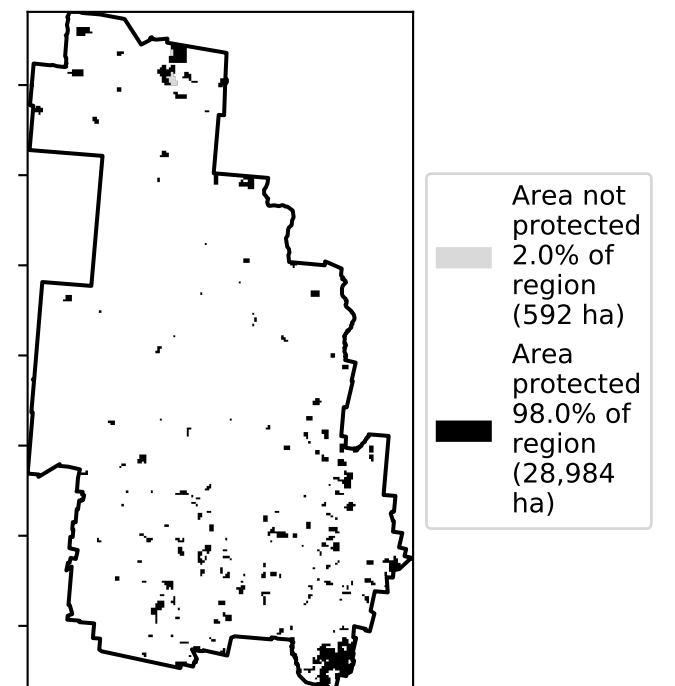 Area not
protected
2.0% of
region
(592 ha)
Area
protected
98.0% of
region
(28,984
ha)